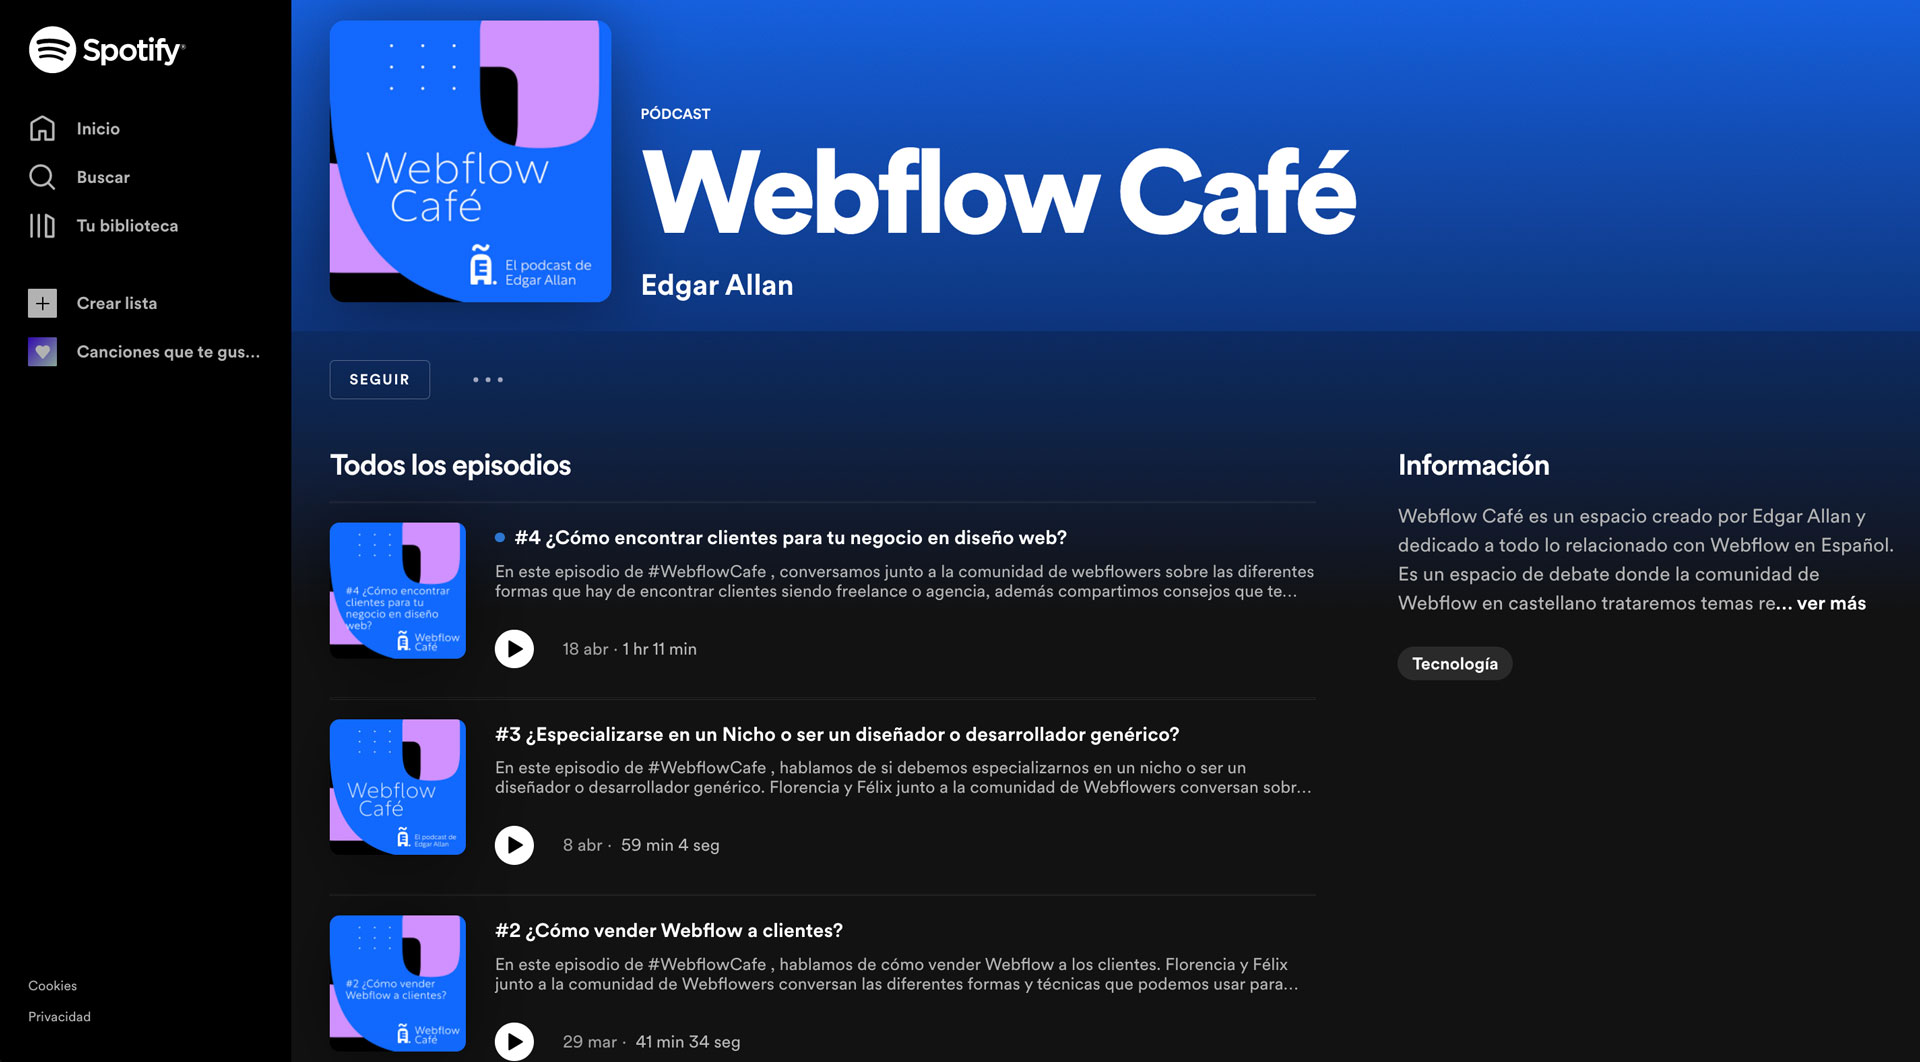 Spotify
Inicio
Buscar
Tu biblioteca
Crear lista
Canciones que te gus...
Cookies
Privacidad
Webflow
Café
El podcast de
Edgar Allan
PÓDCAST
Webflow Café
Edgar Allan
SEGUIR
Todos los episodios
#4 ¿Cómo encontrar
clientes para tu
negocio en diseño
web?
Webflow
Café
#4 ¿Cómo encontrar clientes para tu negocio en diseño web?
En este episodio de #WebflowCafe , conversamos junto a la comunidad de webflowers sobre las diferentes
formas que hay de encontrar clientes siendo freelance o agencia, además compartimos consejos que te...
18 abr · 1 hr 11 min
Webflow
Café
El podcast de
Edgar Allan
#3 ¿Especializarse en un Nicho o ser un diseñador o desarrollador genérico?
En este episodio de #WebflowCafe , hablamos de si debemos especializarnos en un nicho o ser un
diseñador o desarrollador genérico. Florencia y Félix junto a la comunidad de Webflowers conversan sobr...
8 abr · 59 min 4 seg
#2 ¿Cómo vender
Webflow a clientes?
Webflow
Café
#2 ¿Cómo vender Webflow a clientes?
En este episodio de #WebflowCafe , hablamos de cómo vender Webflow a los clientes. Florencia y Félix
junto a la comunidad de Webflowers conversan las diferentes formas y técnicas que podemos usar para...
29 mar · 41 min 34 seg
Información
Webflow Café es un espacio creado por Edgar Allan y
dedicado a todo lo relacionado con Webflow en Español.
Es un espacio de debate donde la comunidad de
Webflow en castellano trataremos temas re... ver más
Tecnología